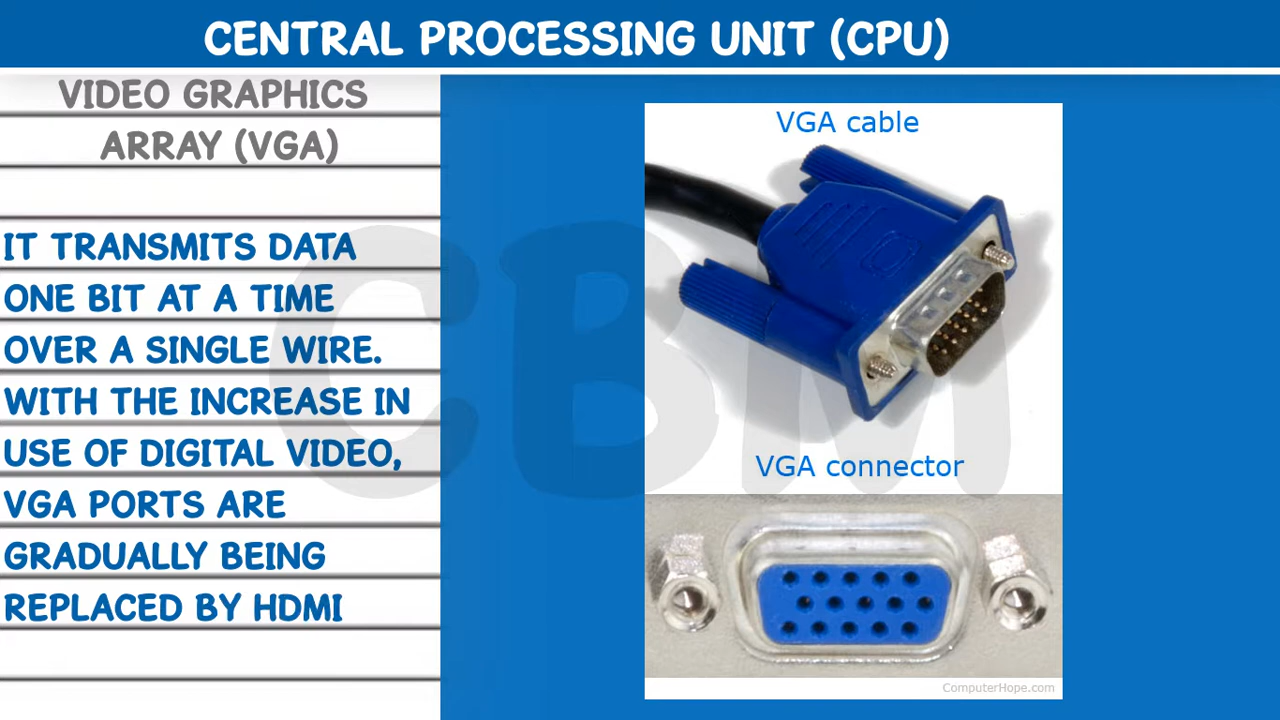 CENTRAL PROCESSING UNIT (CPU)
VIDEO GRAPHICS
ARRAY (VGA)
IT TRANSMITS DATA
ONE BIT AT A TIME
OVER A SINGLE WIRE.
WITH THE INCREASE IN
USE OF DIGITAL VIDEO,
VGA PORTS ARE
GRADUALLY BEING
REPLACED BY HDMI
CBM
VGA cable
VGA connector
ComputerHope.com